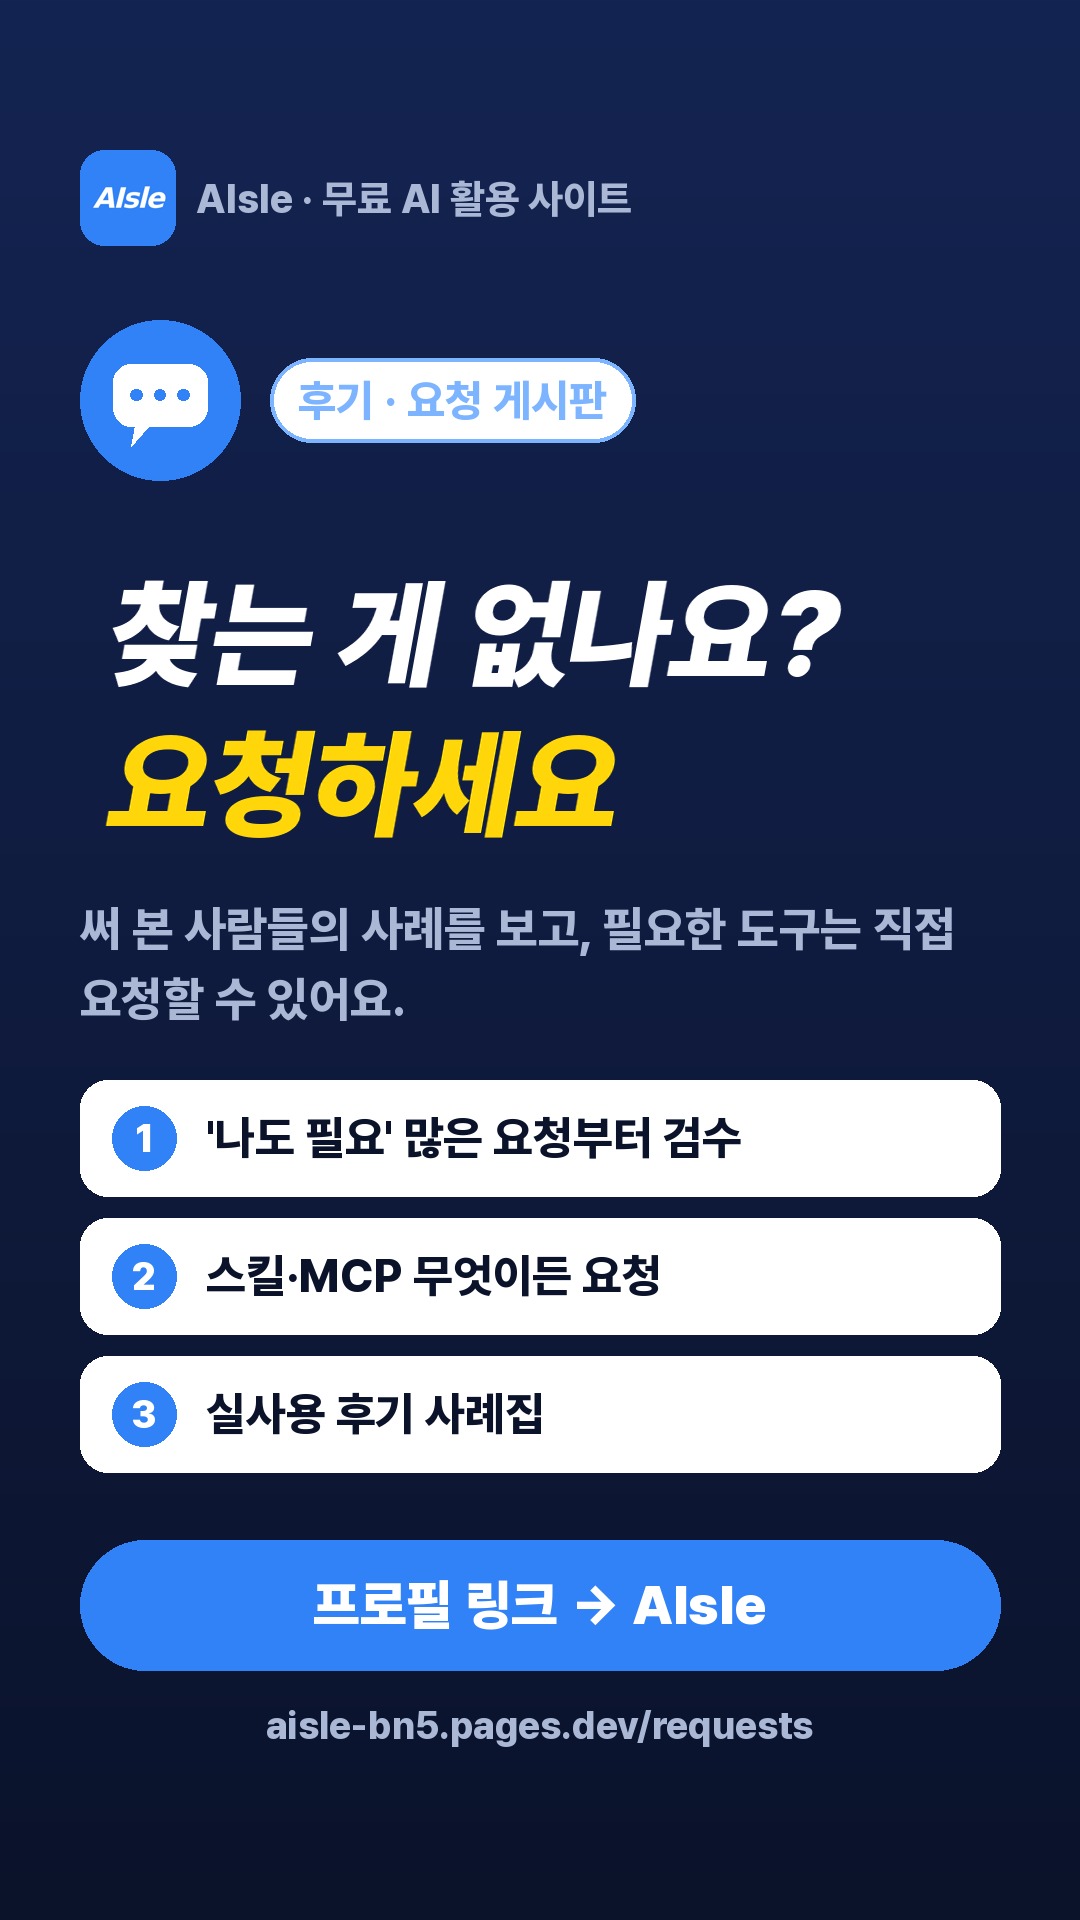 AIsle
AIsle · 무료 AI 활용 사이트
후기 · 요청 게시판
찾는 게 없나요?
요청하세요
써 본 사람들의 사례를 보고, 필요한 도구는 직접
요청할 수 있어요.
1 '나도 필요' 많은 요청부터 검수
2 스킬·MCP 무엇이든 요청
3 실사용 후기 사례집
프로필 링크 → AIsle
aisle-bn5.pages.dev/requests